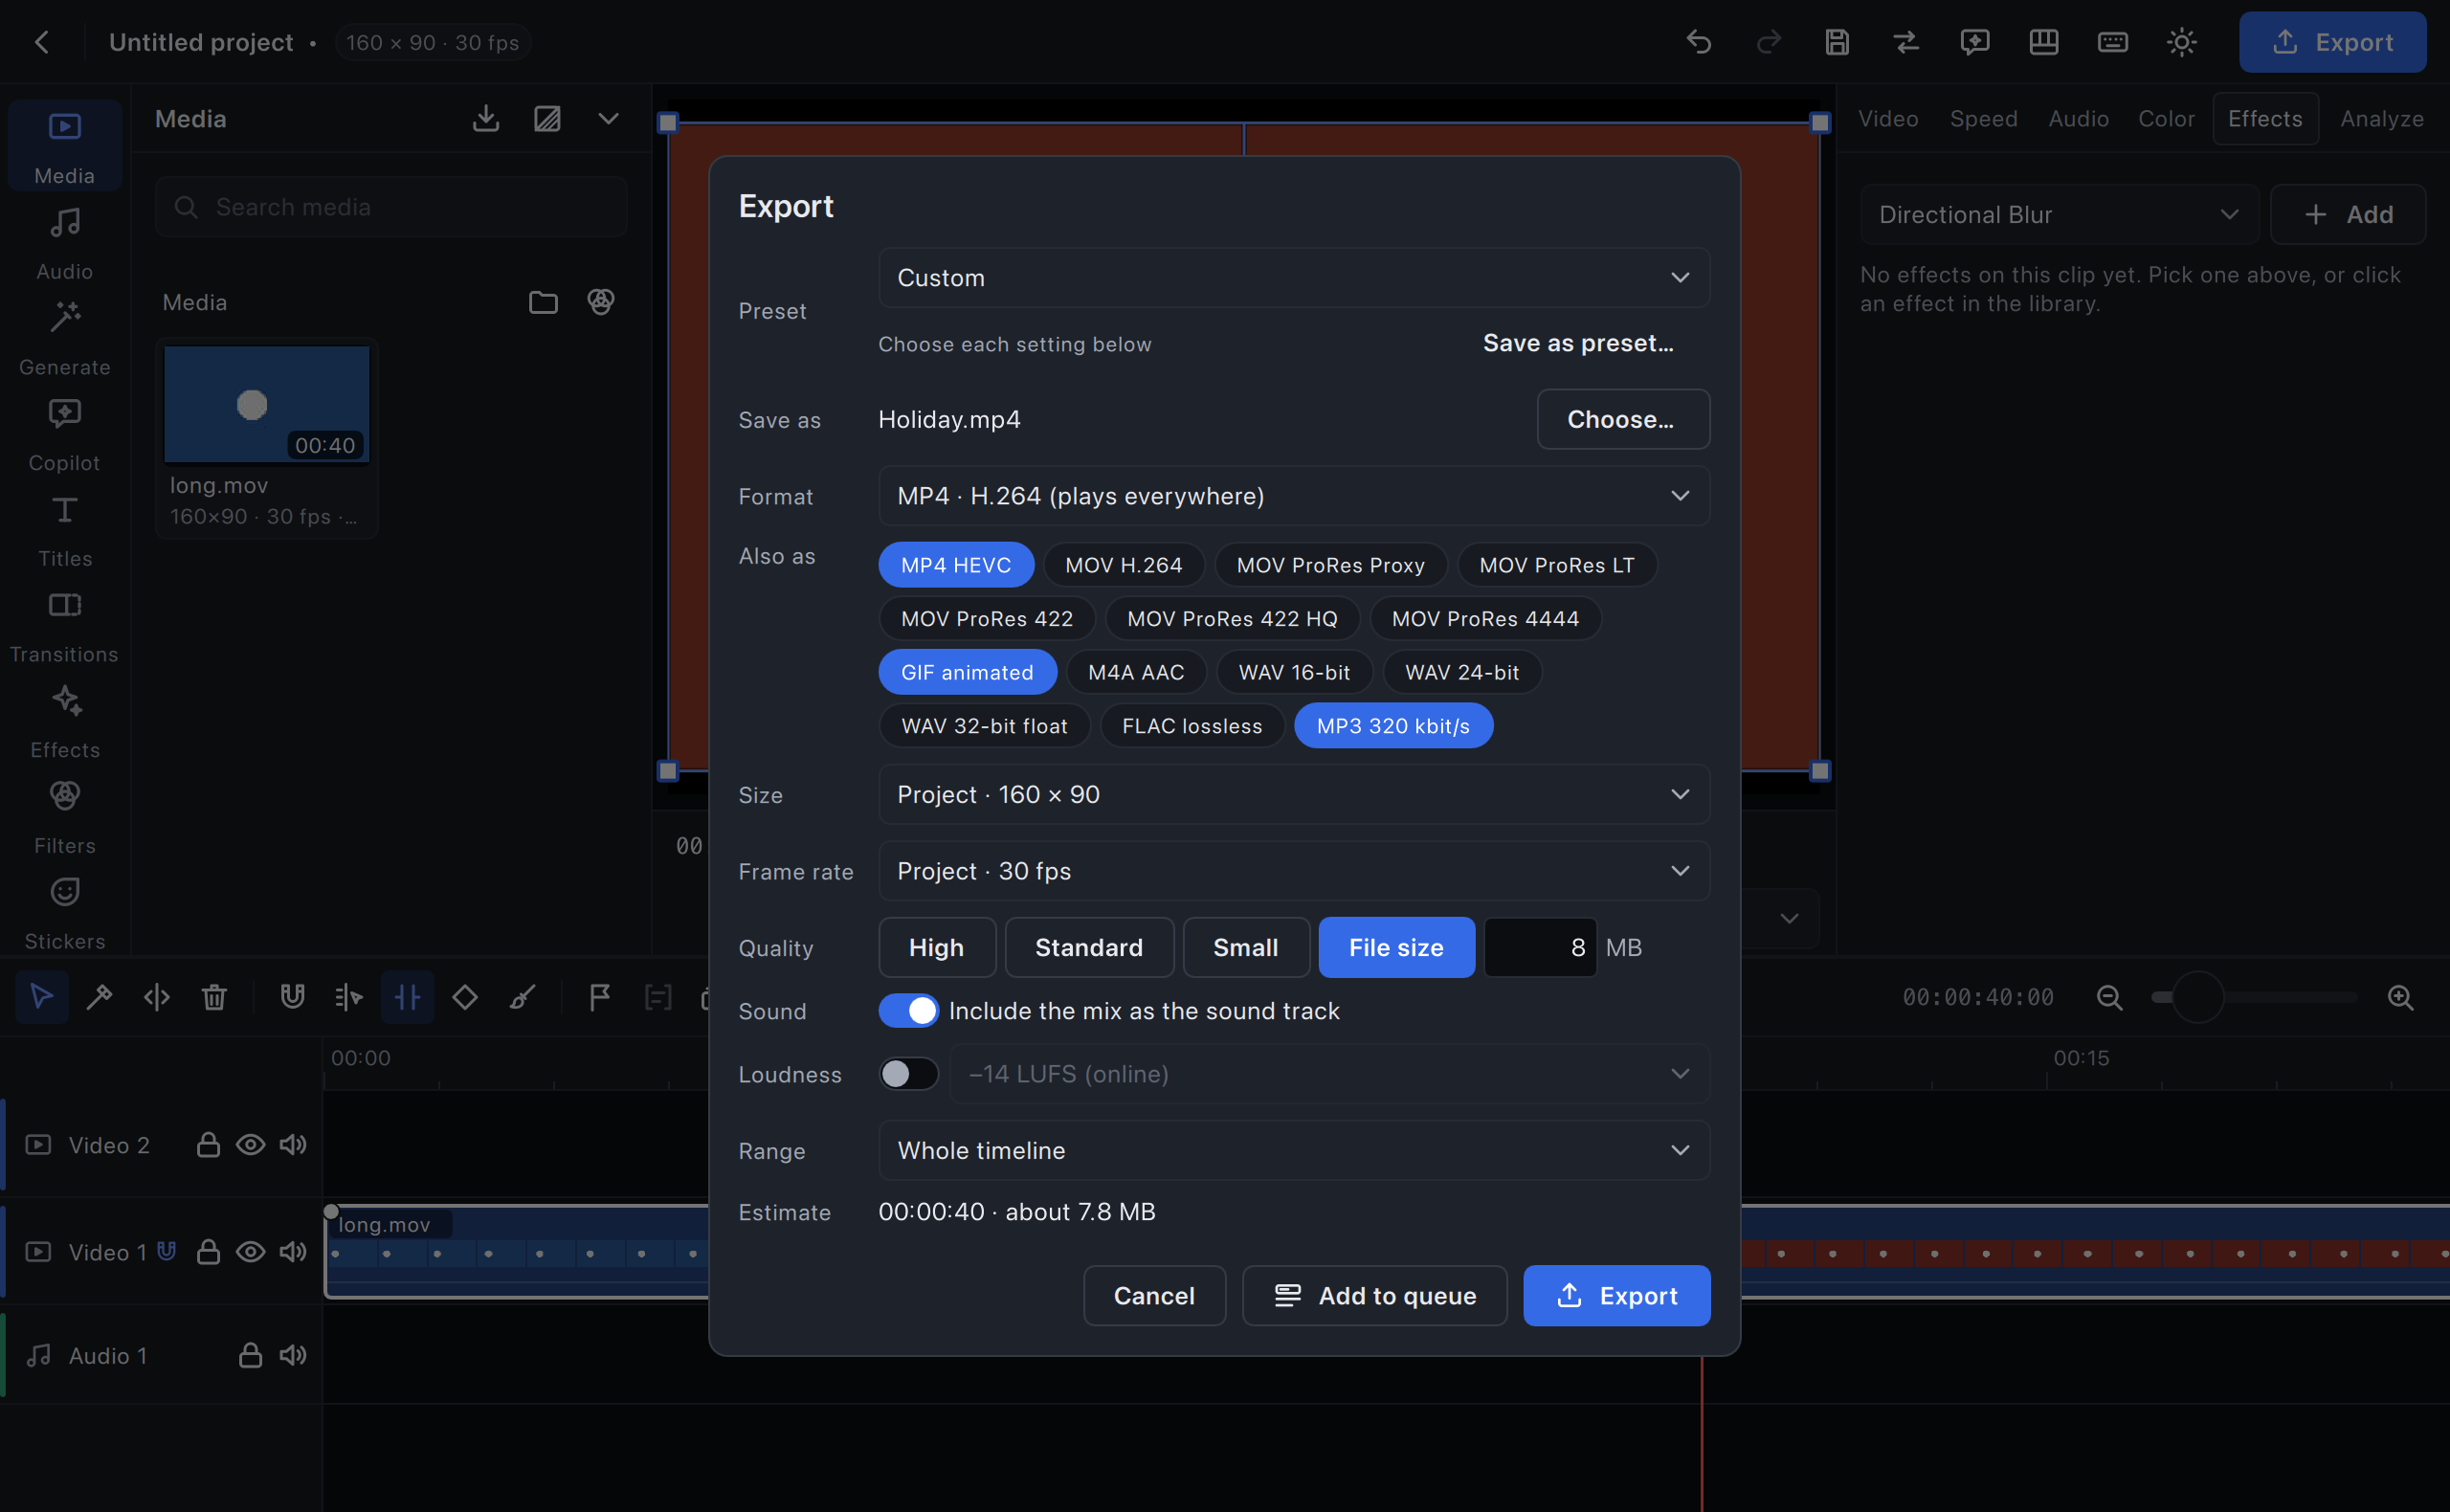 Untitled project • 160 × 90 · 30 fps
Export
Media
Audio
Generate
Copilot
Titles
Transitions
Effects
Filters
Stickers
Media
Search media
Media
00:40
long.mov
160×90 · 30 fps ·…
Video Speed Audio Color Effects Analyze
Directional Blur
Add
No effects on this clip yet. Pick one above, or click
an effect in the library.
Export
Preset
Custom
Choose each setting below
Save as preset…
Save as
Holiday.mp4
Choose…
Format
MP4 · H.264 (plays everywhere)
Also as
MP4 HEVC MOV H.264 MOV ProRes Proxy MOV ProRes LT
MOV ProRes 422 MOV ProRes 422 HQ MOV ProRes 4444
GIF animated M4A AAC WAV 16-bit WAV 24-bit
WAV 32-bit float FLAC lossless MP3 320 kbit/s
Size
Project · 160 × 90
Frame rate
Project · 30 fps
Quality
High Standard Small File size 8 MB
Sound
Include the mix as the sound track
Loudness
−14 LUFS (online)
Range
Whole timeline
Estimate
00:00:40 · about 7.8 MB
Cancel Add to queue Export
00
00:00:40:00
00:00
00:15
Video 2
Video 1
long.mov
Audio 1